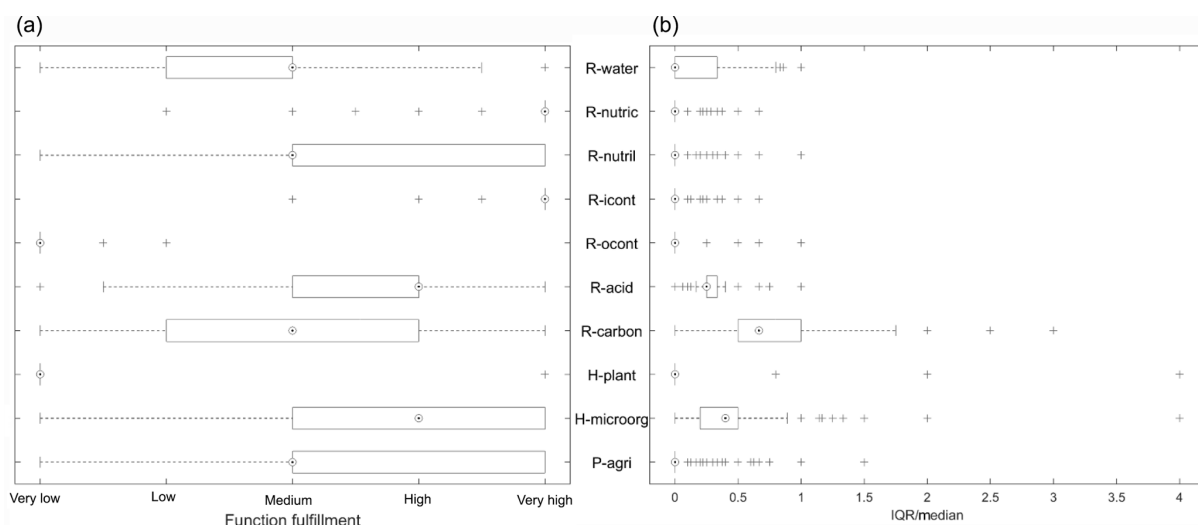 (a)
(b)
R-water
R-nutric
R-nutril
R-icont
R-ocont
R-acid
R-carbon
H-plant
H-microorg
P-agri
Very low
Low
Medium
High
Very high
0
0.5
1
1.5
2
2.5
3
3.5
4
Function fulfillment
IQR/median